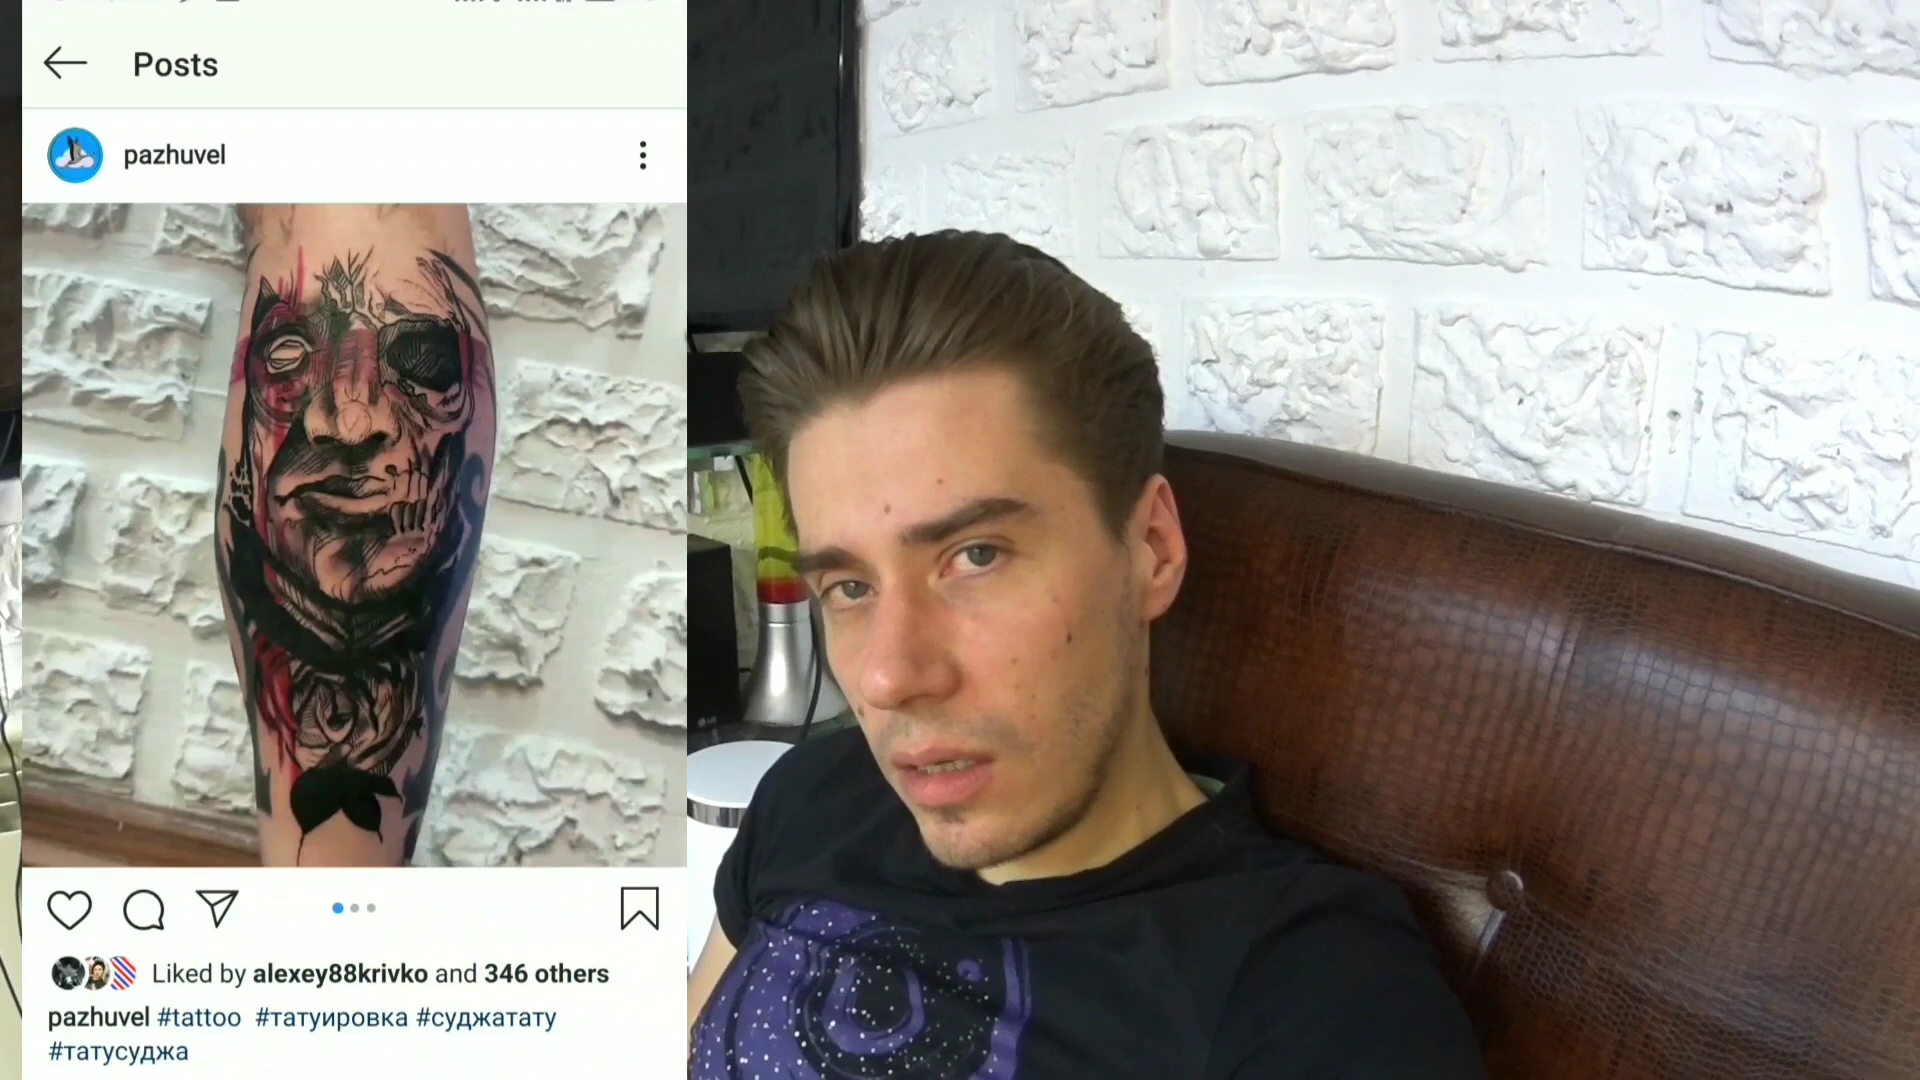 Posts
pazhuvel
Liked by alexey88krivko and 346 others
pazhuvel #tattoo #татуировка #суджатату
#татусуджа